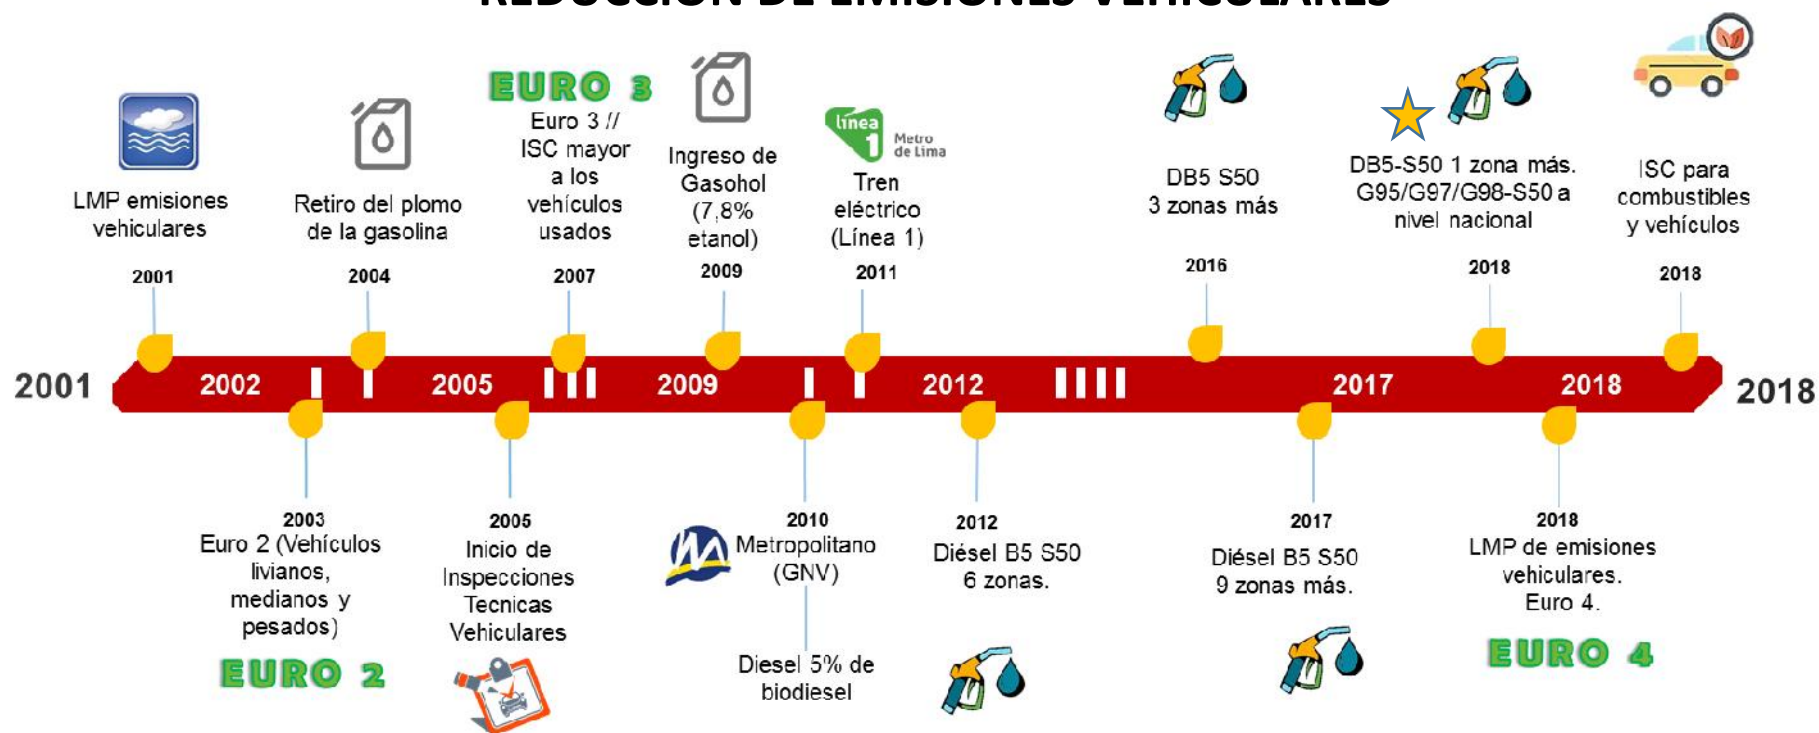 REDUCCIÓN DE EMISIONES VEHICULARES
LMP emisiones
vehiculares
2001
Retiro del plomo
de la gasolina
2004
EURO 3
Euro 3 //
ISC mayor
a los
vehículos
usados
2007
Ingreso de
Gasohol
(7,8%
etanol)
2009
línea
1
Metro
de Lima
Tren
eléctrico
(Línea 1)
2011
DB5 S50
3 zonas más
2016
DB5-S50 1 zona más.
G95/G97/G98-S50 a
nivel nacional
2018
ISC para
combustibles
y vehículos
2018
2001
2002
2005
2009
2012
2017
2018
2018
2003
Euro 2 (Vehículos
livianos,
medianos y
pesados)
EURO 2
2005
Inicio de
Inspecciones
Tecnicas
Vehiculares
2010
Metropolitano
(GNV)
Diesel 5% de
biodiesel
2012
Diésel B5 S50
6 zonas.
2017
Diésel B5 S50
9 zonas más.
2018
LMP de emisiones
vehiculares.
Euro 4.
EURO 4